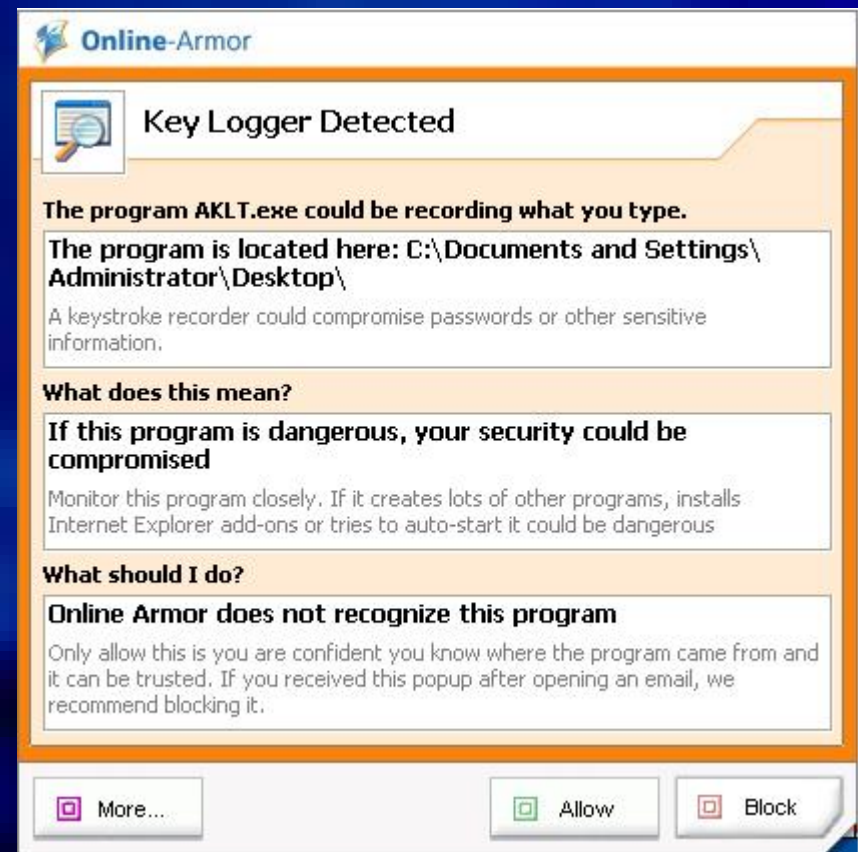 Online-Armor
Key Logger Detected
The program AKLT.exe could be recording what you type.
The program is located here: C:\Documents and Settings\
Administrator\Desktop\
A keystroke recorder could compromise passwords or other sensitive
information.
What does this mean?
If this program is dangerous, your security could be
compromised
Monitor this program closely. If it creates lots of other programs, installs
Internet Explorer add-ons or tries to auto-start it could be dangerous
What should I do?
Online Armor does not recognize this program
Only allow this is you are confident you know where the program came from and
it can be trusted. If you received this popup after opening an email, we
recommend blocking it.
More...
Allow
Block